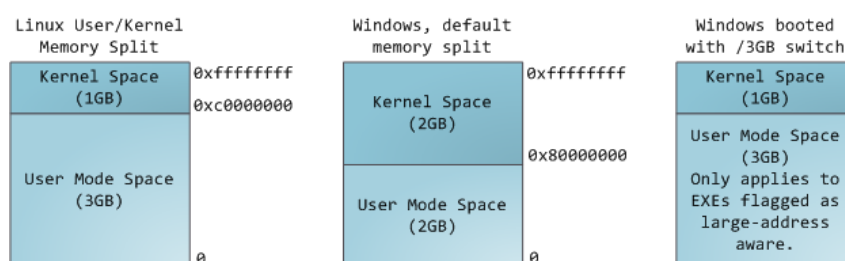 Linux User/Kernel
Memory Split
Kernel Space
(1GB)
0xffffffff
0xc0000000
User Mode Space
(3GB)
0
Windows, default
memory split
Kernel Space
(2GB)
0xffffffff
0x80000000
User Mode Space
(2GB)
0
Windows booted
with /3GB switch
Kernel Space
(1GB)
User Mode Space
(3GB)
Only applies to
EXEs flagged as
large-address
aware.